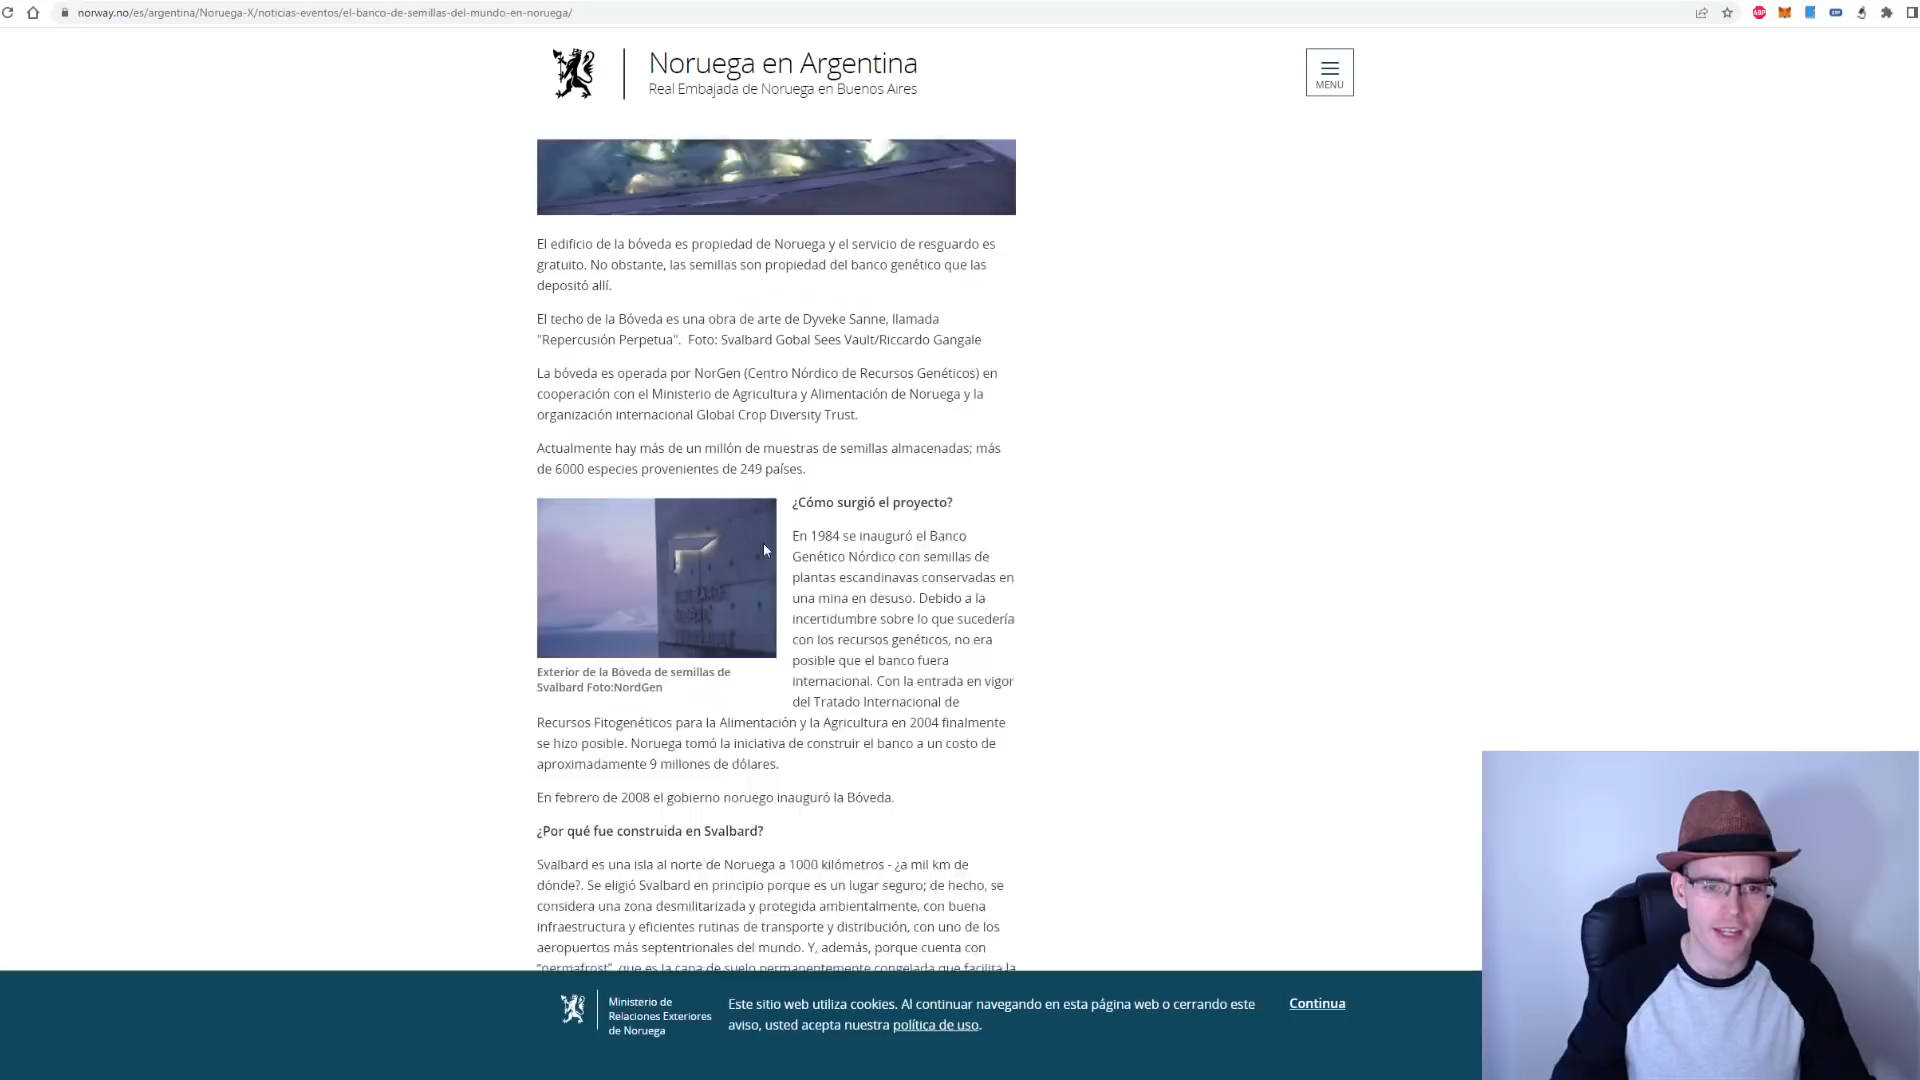 norway.no/es/argentina/Noruega-X/noticias-eventos/el-banco-de-semillas-del-mundo-en-noruega/
ABP
Noruega en Argentina
Real Embajada de Noruega en Buenos Aires
MENU
El edificio de la bóveda es propiedad de Noruega y el servicio de resguardo es
gratuito. No obstante, las semillas son propiedad del banco genético que las
depositó allí.
El techo de la Bóveda es una obra de arte de Dyveke Sanne, llamada
"Repercusión Perpetua".  Foto: Svalbard Gobal Sees Vault/Riccardo Gangale
La bóveda es operada por NorGen (Centro Nórdico de Recursos Genéticos) en
cooperación con el Ministerio de Agricultura y Alimentación de Noruega y la
organización internacional Global Crop Diversity Trust.
Actualmente hay más de un millón de muestras de semillas almacenadas; más
de 6000 especies provenientes de 249 países.
¿Cómo surgió el proyecto?
En 1984 se inauguró el Banco
Genético Nórdico con semillas de
plantas escandinavas conservadas en
una mina en desuso. Debido a la
incertidumbre sobre lo que sucedería
con los recursos genéticos, no era
posible que el banco fuera
internacional. Con la entrada en vigor
del Tratado Internacional de
Exterior de la Bóveda de semillas de
Svalbard Foto:NordGen
Recursos Fitogenéticos para la Alimentación y la Agricultura en 2004 finalmente
se hizo posible. Noruega tomó la iniciativa de construir el banco a un costo de
aproximadamente 9 millones de dólares.
En febrero de 2008 el gobierno noruego inauguró la Bóveda.
¿Por qué fue construida en Svalbard?
Svalbard es una isla al norte de Noruega a 1000 kilómetros - ¿a mil km de
dónde?. Se eligió Svalbard en principio porque es un lugar seguro; de hecho, se
considera una zona desmilitarizada y protegida ambientalmente, con buena
infraestructura y eficientes rutinas de transporte y distribución, con uno de los
aeropuertos más septentrionales del mundo. Y, además, porque cuenta con
"permafrost", que es la capa de suelo permanentemente congelada que facilita la
Ministerio de
Relaciones Exteriores
de Noruega
Este sitio web utiliza cookies. Al continuar navegando en esta página web o cerrando este
aviso, usted acepta nuestra política de uso.
Continua